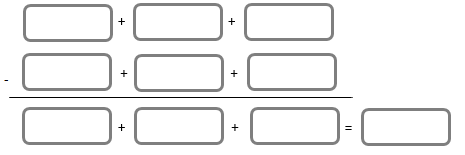 + +
- + +
+ + =